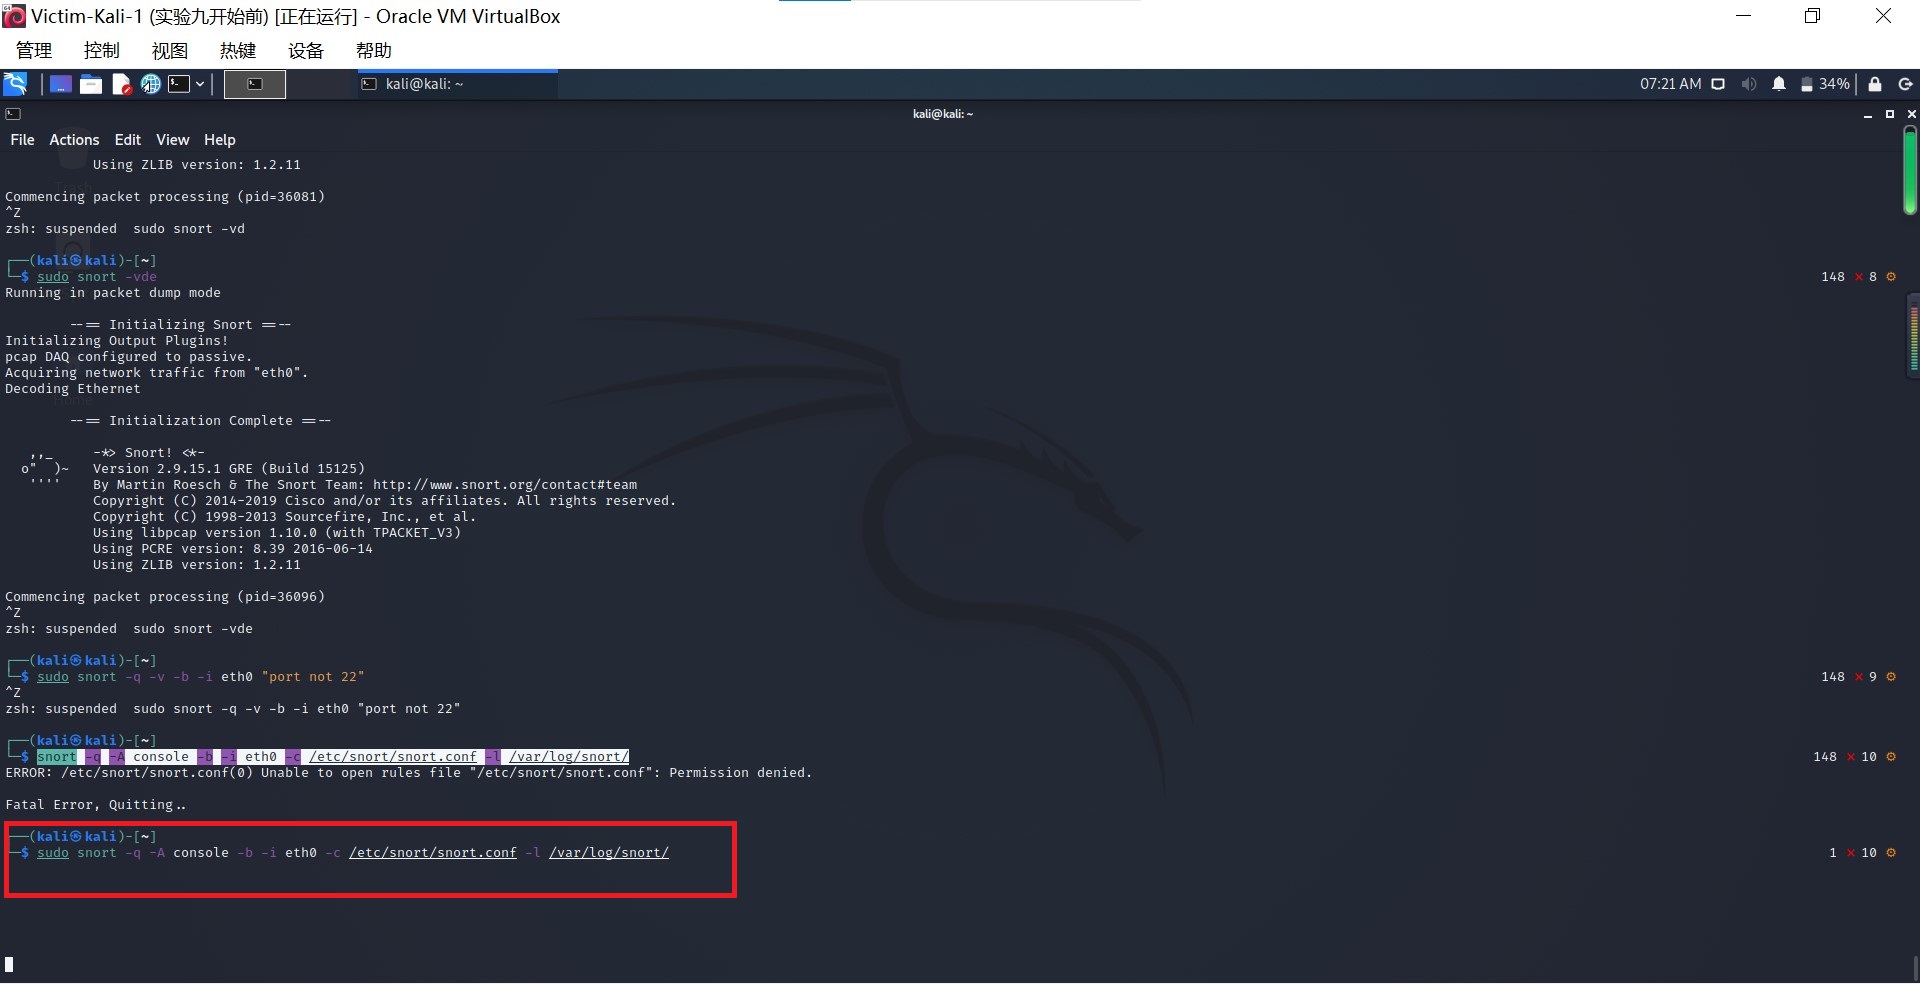 Victim-Kali-1 (实验九开始前) [正在运行] - Oracle VM VirtualBox
管理 控制 视图 热键 设备 帮助
kali@kali: ~ 07:21 AM 34%
kali@kali: ~
File Actions Edit View Help
Using ZLIB version: 1.2.11
Commencing packet processing (pid=36081)
^Z
zsh: suspended  sudo snort -vd
┌──(kali㉿kali)-[~]
└─$ sudo snort -vde 148 ⨯ 8 ⚙
Running in packet dump mode
--== Initializing Snort ==--
Initializing Output Plugins!
pcap DAQ configured to passive.
Acquiring network traffic from "eth0".
Decoding Ethernet
--== Initialization Complete ==--
,,_     -*> Snort! <*-
o"  )~   Version 2.9.15.1 GRE (Build 15125)
''''    By Martin Roesch & The Snort Team: http://www.snort.org/contact#team
Copyright (C) 2014-2019 Cisco and/or its affiliates. All rights reserved.
Copyright (C) 1998-2013 Sourcefire, Inc., et al.
Using libpcap version 1.10.0 (with TPACKET_V3)
Using PCRE version: 8.39 2016-06-14
Using ZLIB version: 1.2.11
Commencing packet processing (pid=36096)
^Z
zsh: suspended  sudo snort -vde
┌──(kali㉿kali)-[~]
└─$ sudo snort -q -v -b -i eth0 "port not 22" 148 ⨯ 9 ⚙
^Z
zsh: suspended  sudo snort -q -v -b -i eth0 "port not 22"
┌──(kali㉿kali)-[~]
└─$ snort -q -A console -b -i eth0 -c /etc/snort/snort.conf -l /var/log/snort/ 148 ⨯ 10 ⚙
ERROR: /etc/snort/snort.conf(0) Unable to open rules file "/etc/snort/snort.conf": Permission denied.
Fatal Error, Quitting..
┌──(kali㉿kali)-[~]
└─$ sudo snort -q -A console -b -i eth0 -c /etc/snort/snort.conf -l /var/log/snort/ 1 ⨯ 10 ⚙